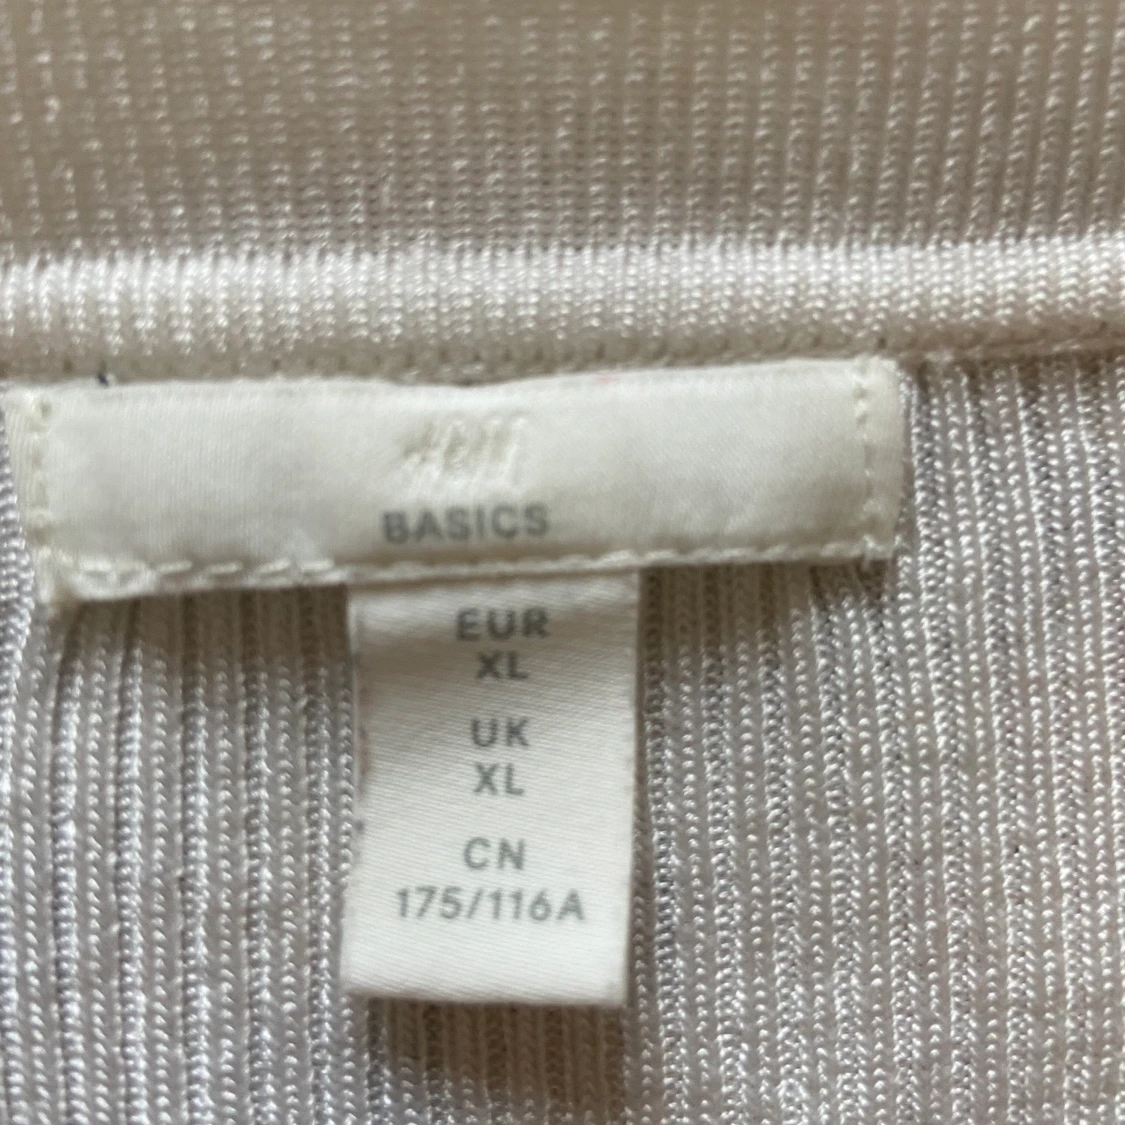 H&M
BASICS
EUR
XL
UK
XL
CN
175/116A